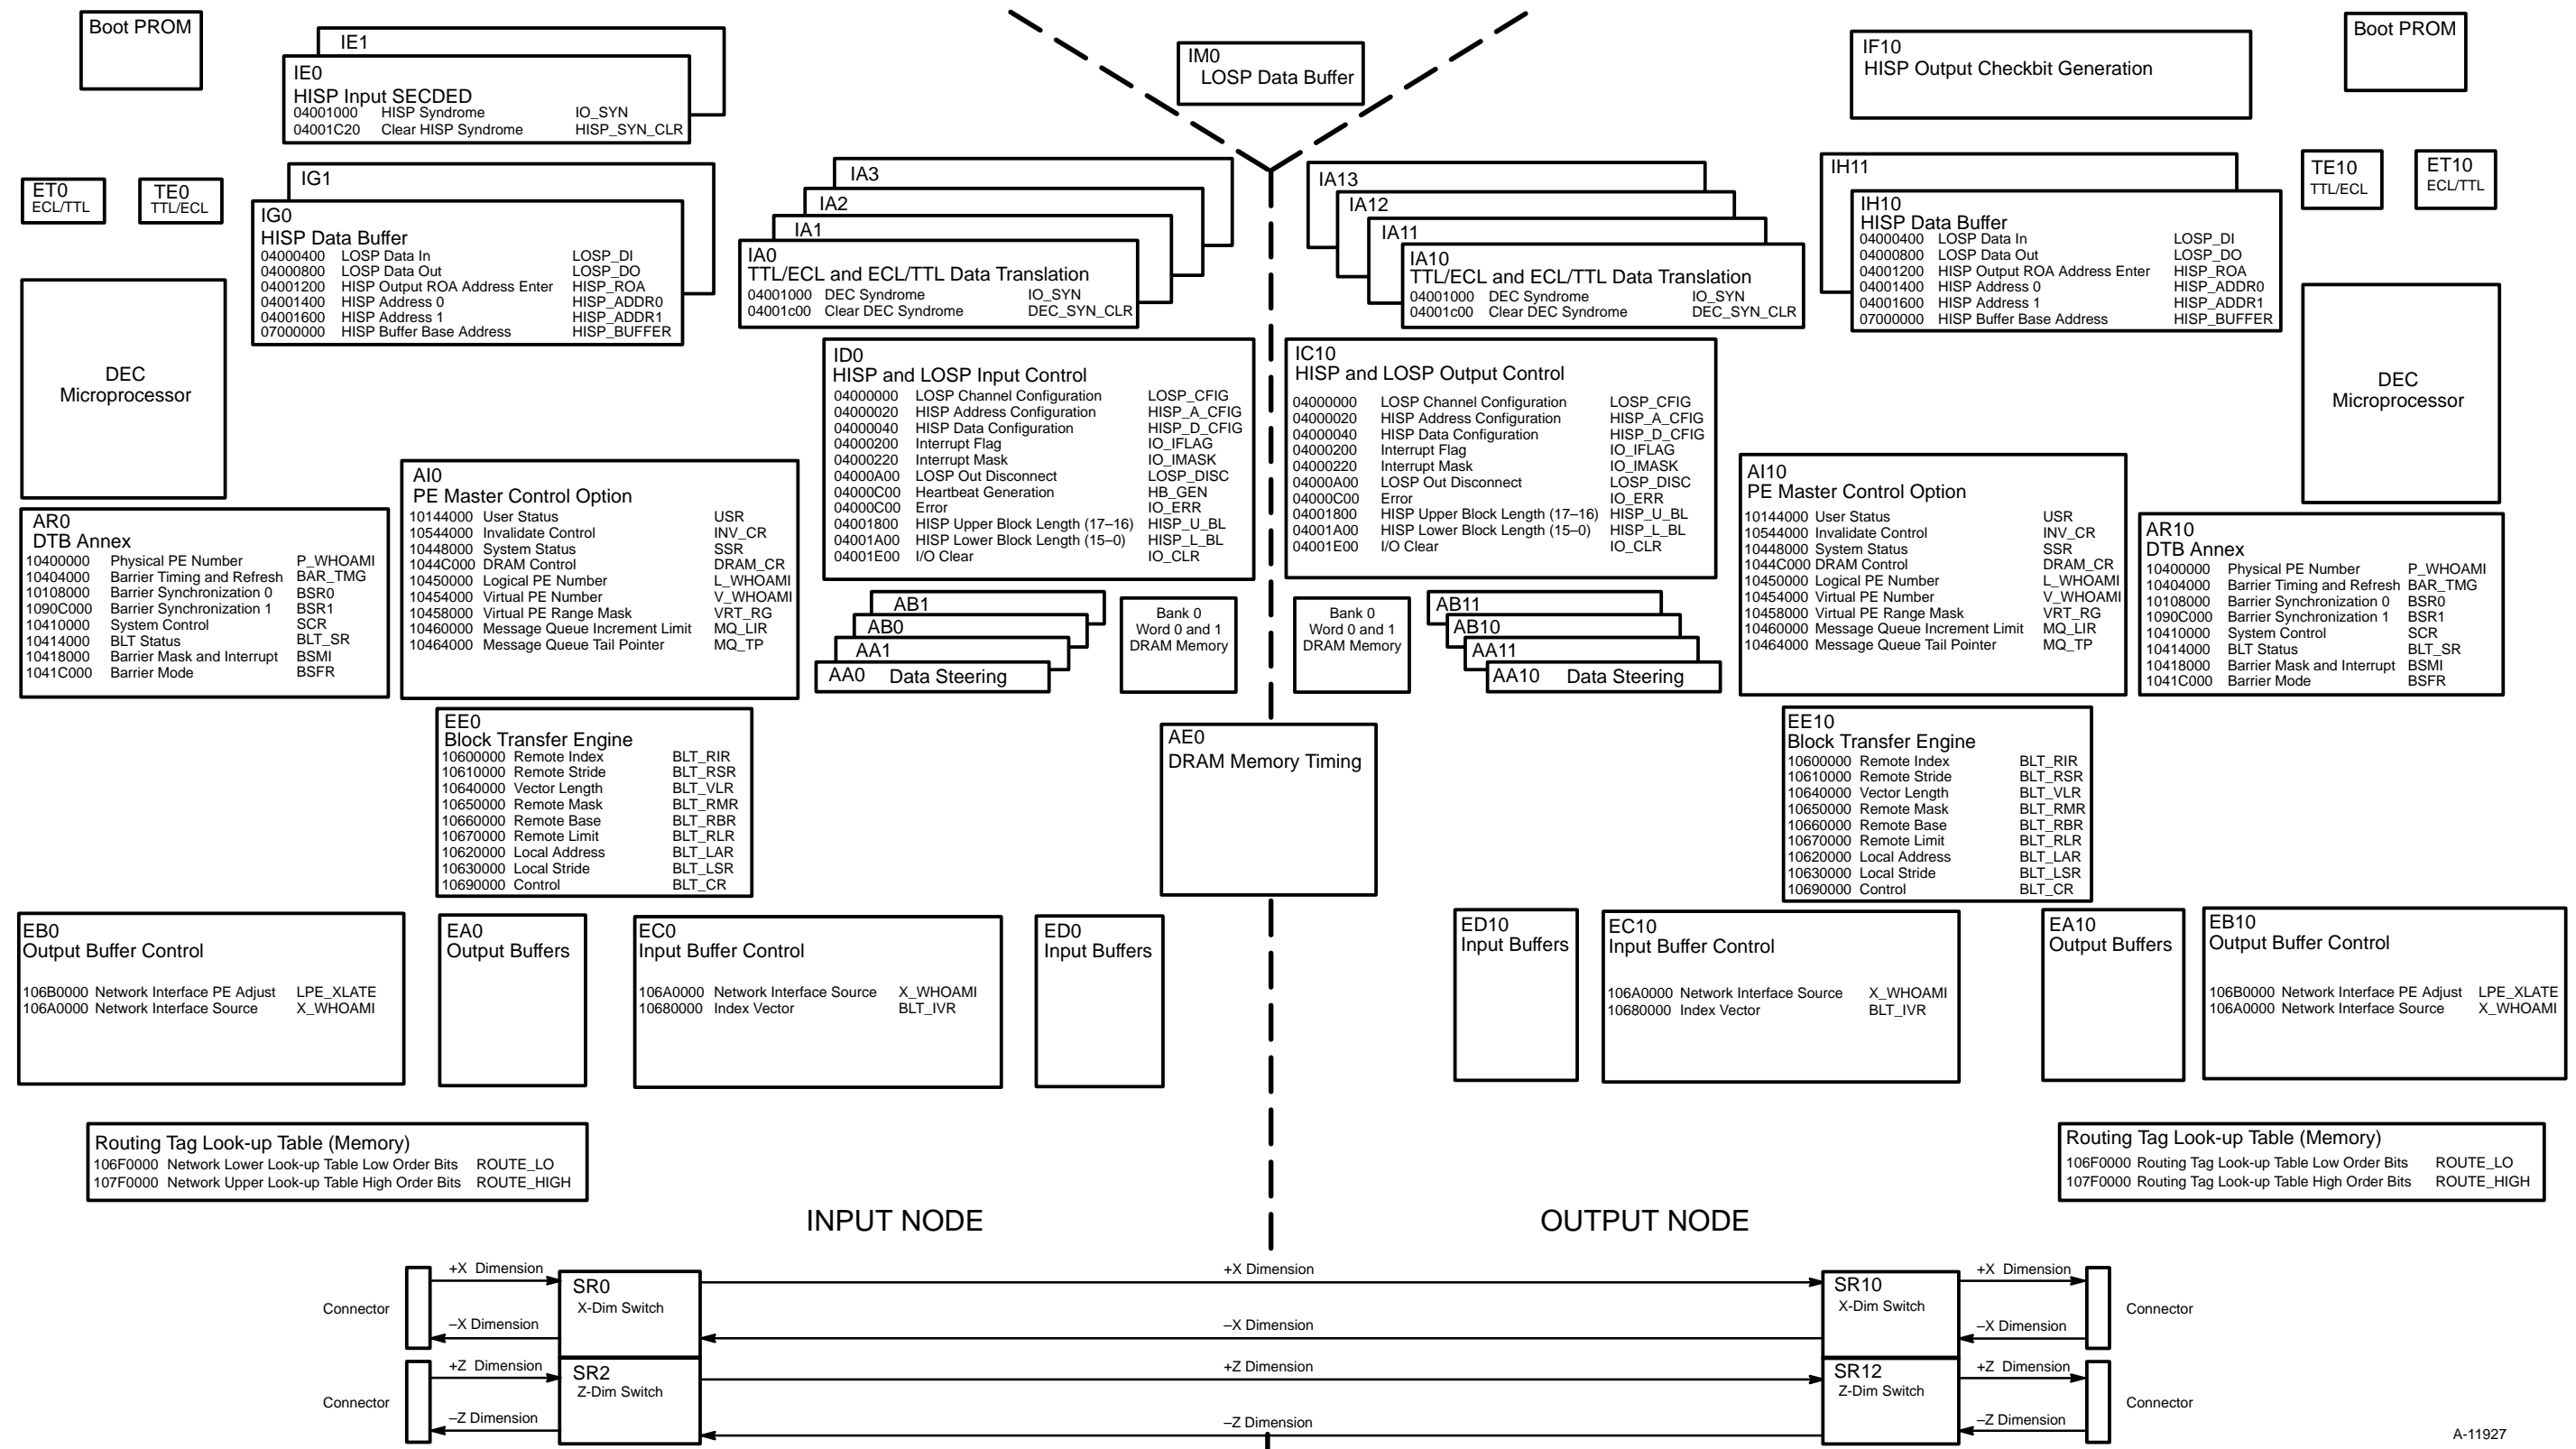 Boot PROM
IE1
IE0
HISP Input SECDED
04001000 HISP Syndrome IO_SYN
04001C20 Clear HISP Syndrome HISP_SYN_CLR
IM0
LOSP Data Buffer
IF10
HISP Output Checkbit Generation
Boot PROM
ET0
ECL/TTL
TE0
TTL/ECL
IG1
IG0
HISP Data Buffer
04000400 LOSP Data In LOSP_DI
04000800 LOSP Data Out LOSP_DO
04001200 HISP Output ROA Address Enter HISP_ROA
04001400 HISP Address 0 HISP_ADDR0
04001600 HISP Address 1 HISP_ADDR1
07000000 HISP Buffer Base Address HISP_BUFFER
IA3
IA2
IA1
IA0
TTL/ECL and ECL/TTL Data Translation
04001000 DEC Syndrome IO_SYN
04001c00 Clear DEC Syndrome DEC_SYN_CLR
IA13
IA12
IA11
IA10
TTL/ECL and ECL/TTL Data Translation
04001000 DEC Syndrome IO_SYN
04001c00 Clear DEC Syndrome DEC_SYN_CLR
IH11
IH10
HISP Data Buffer
04000400 LOSP Data In LOSP_DI
04000800 LOSP Data Out LOSP_DO
04001200 HISP Output ROA Address Enter HISP_ROA
04001400 HISP Address 0 HISP_ADDR0
04001600 HISP Address 1 HISP_ADDR1
07000000 HISP Buffer Base Address HISP_BUFFER
TE10
TTL/ECL
ET10
ECL/TTL
DEC
Microprocessor
ID0
HISP and LOSP Input Control
04000000 LOSP Channel Configuration LOSP_CFIG
04000020 HISP Address Configuration HISP_A_CFIG
04000040 HISP Data Configuration HISP_D_CFIG
04000200 Interrupt Flag IO_IFLAG
04000220 Interrupt Mask IO_IMASK
04000A00 LOSP Out Disconnect LOSP_DISC
04000C00 Heartbeat Generation HB_GEN
04000C00 Error IO_ERR
04001800 HISP Upper Block Length (17–16) HISP_U_BL
04001A00 HISP Lower Block Length (15–0) HISP_L_BL
04001E00 I/O Clear IO_CLR
IC10
HISP and LOSP Output Control
04000000 LOSP Channel Configuration LOSP_CFIG
04000020 HISP Address Configuration HISP_A_CFIG
04000040 HISP Data Configuration HISP_D_CFIG
04000200 Interrupt Flag IO_IFLAG
04000220 Interrupt Mask IO_IMASK
04000A00 LOSP Out Disconnect LOSP_DISC
04000C00 Error IO_ERR
04001800 HISP Upper Block Length (17–16) HISP_U_BL
04001A00 HISP Lower Block Length (15–0) HISP_L_BL
04001E00 I/O Clear IO_CLR
DEC
Microprocessor
AR0
DTB Annex
10400000 Physical PE Number P_WHOAMI
10404000 Barrier Timing and Refresh BAR_TMG
10108000 Barrier Synchronization 0 BSR0
1090C000 Barrier Synchronization 1 BSR1
10410000 System Control SCR
10414000 BLT Status BLT_SR
10418000 Barrier Mask and Interrupt BSMI
1041C000 Barrier Mode BSFR
AI0
PE Master Control Option
10144000 User Status USR
10544000 Invalidate Control INV_CR
10448000 System Status SSR
1044C000 DRAM Control DRAM_CR
10450000 Logical PE Number L_WHOAMI
10454000 Virtual PE Number V_WHOAMI
10458000 Virtual PE Range Mask VRT_RG
10460000 Message Queue Increment Limit MQ_LIR
10464000 Message Queue Tail Pointer MQ_TP
AB1
AB0
AA1
AA0 Data Steering
Bank 0
Word 0 and 1
DRAM Memory
Bank 0
Word 0 and 1
DRAM Memory
AB11
AB10
AA11
AA10 Data Steering
AI10
PE Master Control Option
10144000 User Status USR
10544000 Invalidate Control INV_CR
10448000 System Status SSR
1044C000 DRAM Control DRAM_CR
10450000 Logical PE Number L_WHOAMI
10454000 Virtual PE Number V_WHOAMI
10458000 Virtual PE Range Mask VRT_RG
10460000 Message Queue Increment Limit MQ_LIR
10464000 Message Queue Tail Pointer MQ_TP
AR10
DTB Annex
10400000 Physical PE Number P_WHOAMI
10404000 Barrier Timing and Refresh BAR_TMG
10108000 Barrier Synchronization 0 BSR0
1090C000 Barrier Synchronization 1 BSR1
10410000 System Control SCR
10414000 BLT Status BLT_SR
10418000 Barrier Mask and Interrupt BSMI
1041C000 Barrier Mode BSFR
EE0
Block Transfer Engine
10600000 Remote Index BLT_RIR
10610000 Remote Stride BLT_RSR
10640000 Vector Length BLT_VLR
10650000 Remote Mask BLT_RMR
10660000 Remote Base BLT_RBR
10670000 Remote Limit BLT_RLR
10620000 Local Address BLT_LAR
10630000 Local Stride BLT_LSR
10690000 Control BLT_CR
AE0
DRAM Memory Timing
EE10
Block Transfer Engine
10600000 Remote Index BLT_RIR
10610000 Remote Stride BLT_RSR
10640000 Vector Length BLT_VLR
10650000 Remote Mask BLT_RMR
10660000 Remote Base BLT_RBR
10670000 Remote Limit BLT_RLR
10620000 Local Address BLT_LAR
10630000 Local Stride BLT_LSR
10690000 Control BLT_CR
EB0
Output Buffer Control
106B0000 Network Interface PE Adjust LPE_XLATE
106A0000 Network Interface Source X_WHOAMI
EA0
Output Buffers
EC0
Input Buffer Control
106A0000 Network Interface Source X_WHOAMI
10680000 Index Vector BLT_IVR
ED0
Input Buffers
ED10
Input Buffers
EC10
Input Buffer Control
106A0000 Network Interface Source X_WHOAMI
10680000 Index Vector BLT_IVR
EA10
Output Buffers
EB10
Output Buffer Control
106B0000 Network Interface PE Adjust LPE_XLATE
106A0000 Network Interface Source X_WHOAMI
Routing Tag Look-up Table (Memory)
106F0000 Network Lower Look-up Table Low Order Bits ROUTE_LO
107F0000 Network Upper Look-up Table High Order Bits ROUTE_HIGH
Routing Tag Look-up Table (Memory)
106F0000 Routing Tag Look-up Table Low Order Bits ROUTE_LO
107F0000 Routing Tag Look-up Table High Order Bits ROUTE_HIGH
INPUT NODE
OUTPUT NODE
Connector
+X Dimension
–X Dimension
SR0
X-Dim Switch
+X Dimension
–X Dimension
SR10
X-Dim Switch
+X Dimension
–X Dimension
Connector
Connector
+Z Dimension
–Z Dimension
SR2
Z-Dim Switch
+Z Dimension
–Z Dimension
SR12
Z-Dim Switch
+Z Dimension
–Z Dimension
Connector
A-11927